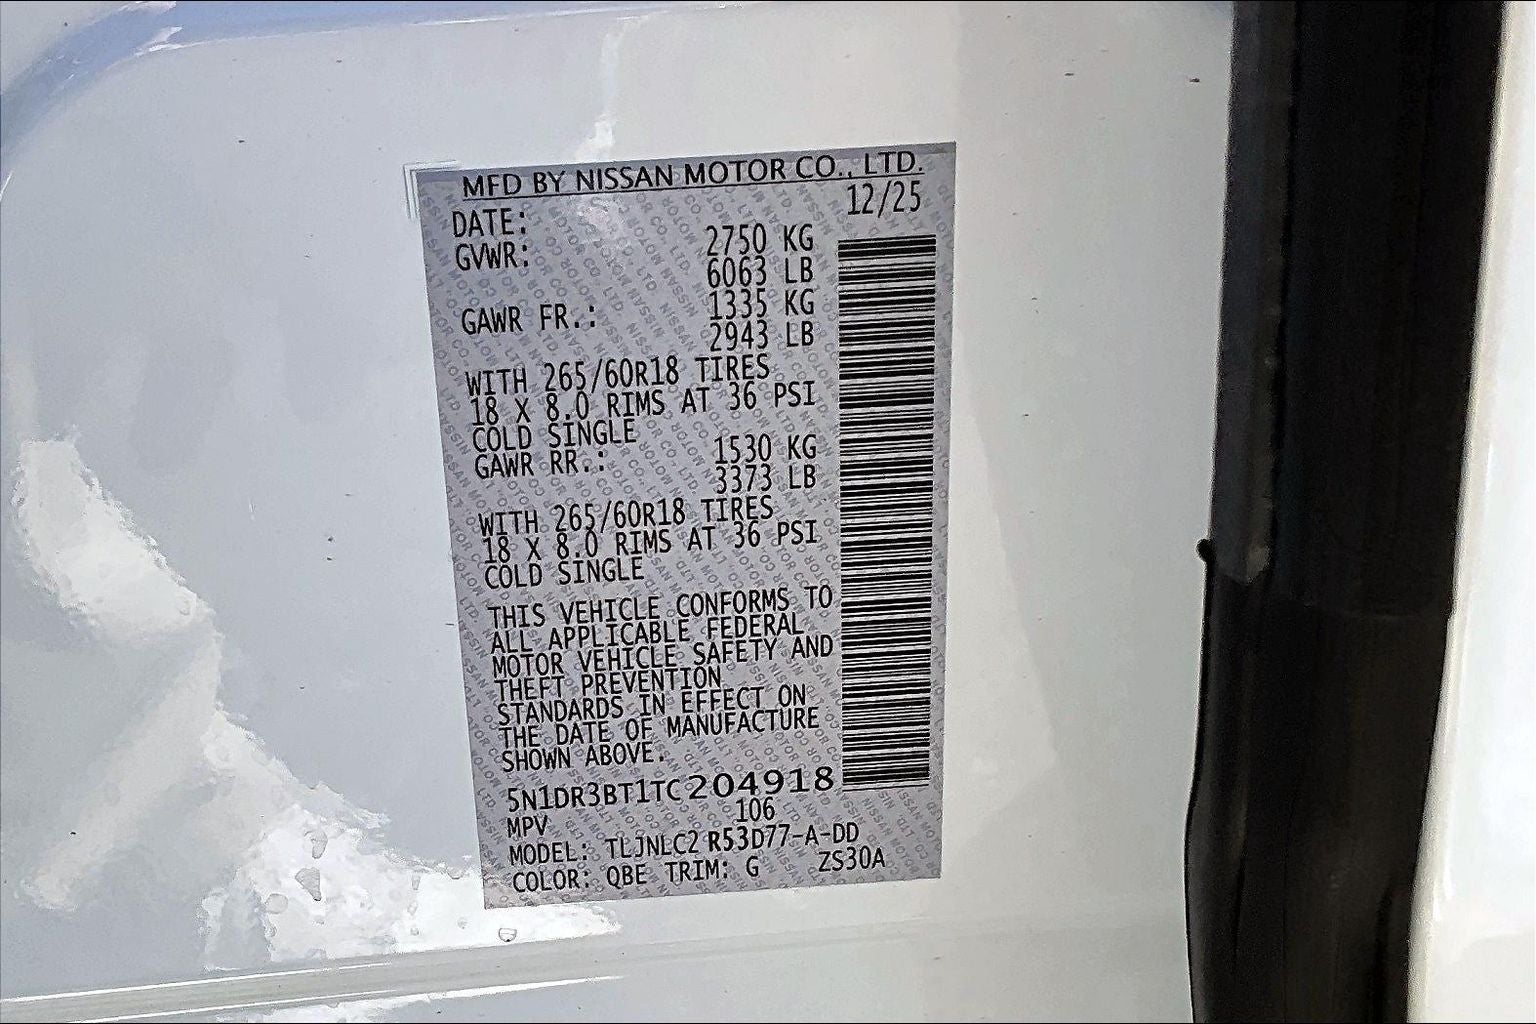 MFD BY NISSAN MOTOR CO., LTD.
DATE: 12/25
GVWR: 2750 KG
6063 LB
GAWR FR.: 1335 KG
2943 LB
WITH 265/60R18 TIRES
18 X 8.0 RIMS AT 36 PSI
COLD SINGLE
GAWR RR.: 1530 KG
3373 LB
WITH 265/60R18 TIRES
18 X 8.0 RIMS AT 36 PSI
COLD SINGLE
THIS VEHICLE CONFORMS TO
ALL APPLICABLE FEDERAL
MOTOR VEHICLE SAFETY AND
THEFT PREVENTION
STANDARDS IN EFFECT ON
THE DATE OF MANUFACTURE
SHOWN ABOVE.
5N1DR3BT1TC204918
MPV 106
MODEL: TLJNLC2 R53D77-A-DD
COLOR: QBE TRIM: G ZS30A